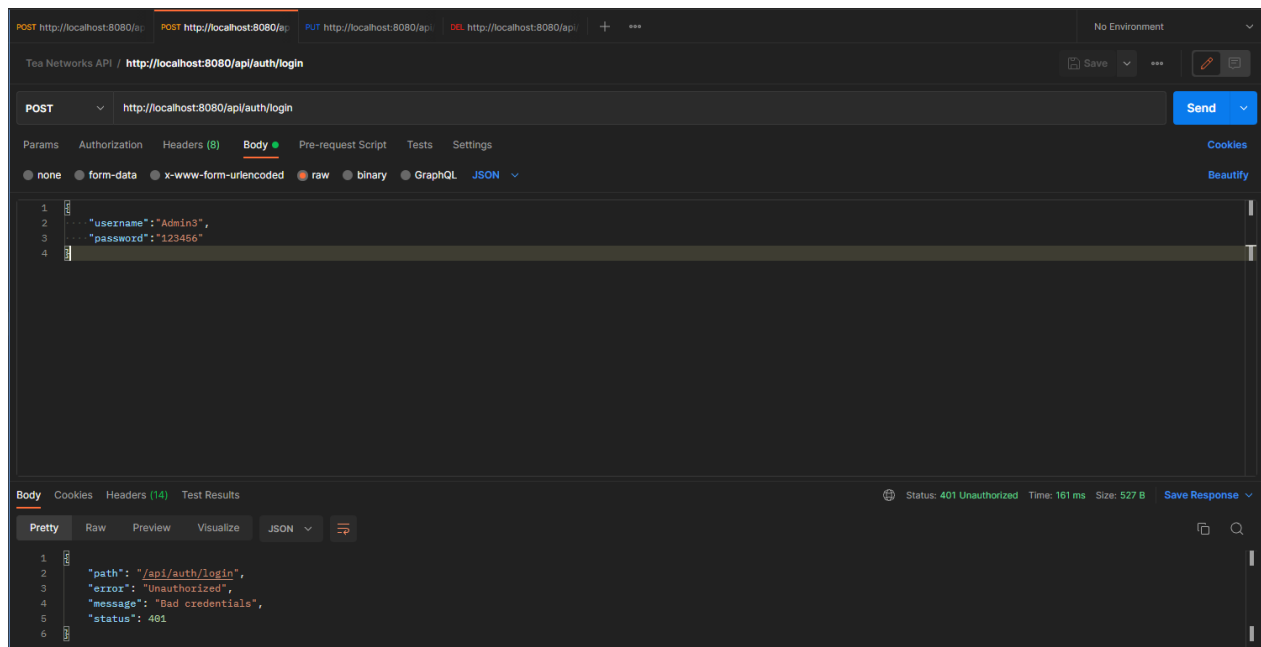 POST http://localhost:8080/ap POST http://localhost:8080/ap PUT http://localhost:8080/api/ DEL http://localhost:8080/api/ + ooo No Environment
Tea Networks API / http://localhost:8080/api/auth/login Save ooo
POST http://localhost:8080/api/auth/login Send
Params Authorization Headers (8) Body Pre-request Script Tests Settings Cookies
none form-data x-www-form-urlencoded raw binary GraphQL JSON Beautify
1 {
2 ····"username":"Admin3",
3 ····"password":"123456"
4 }
Body Cookies Headers (14) Test Results Status: 401 Unauthorized Time: 161 ms Size: 527 B Save Response
Pretty Raw Preview Visualize JSON
1 {
2 "path": "/api/auth/login",
3 "error": "Unauthorized",
4 "message": "Bad credentials",
5 "status": 401
6 }